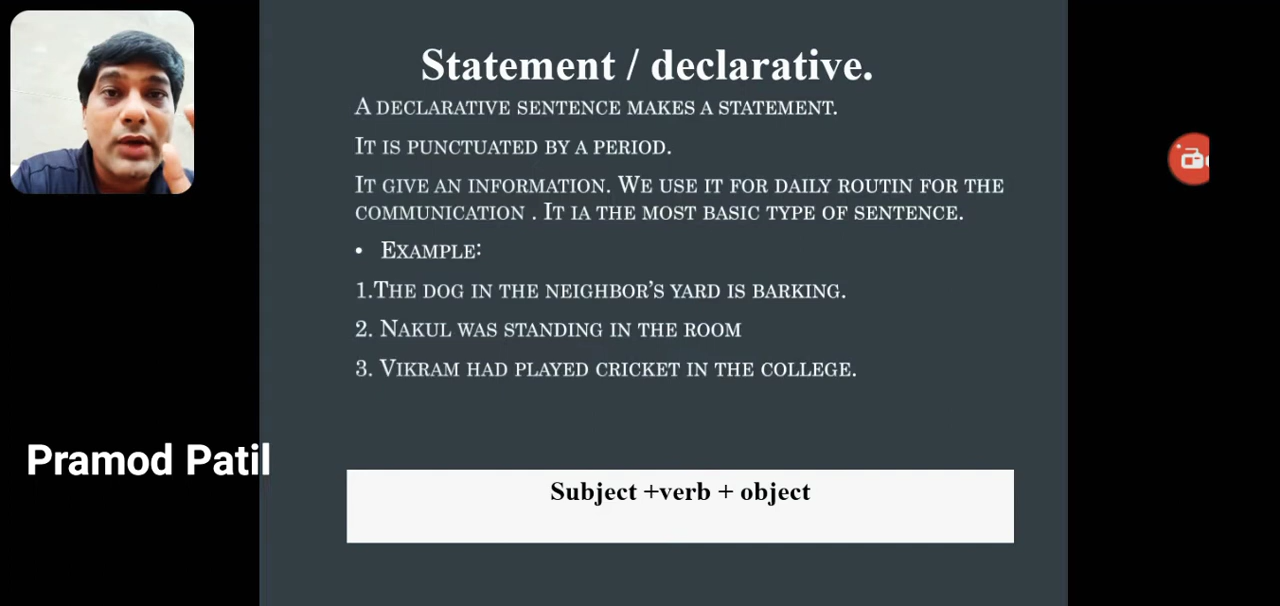 Statement / declarative.
A DECLARATIVE SENTENCE MAKES A STATEMENT.
IT IS PUNCTUATED BY A PERIOD.
IT GIVE AN INFORMATION. WE USE IT FOR DAILY ROUTIN FOR THE
COMMUNICATION . IT IA THE MOST BASIC TYPE OF SENTENCE.
• EXAMPLE:
1.THE DOG IN THE NEIGHBOR’S YARD IS BARKING.
2. NAKUL WAS STANDING IN THE ROOM
3. VIKRAM HAD PLAYED CRICKET IN THE COLLEGE.
Pramod Patil
Subject +verb + object